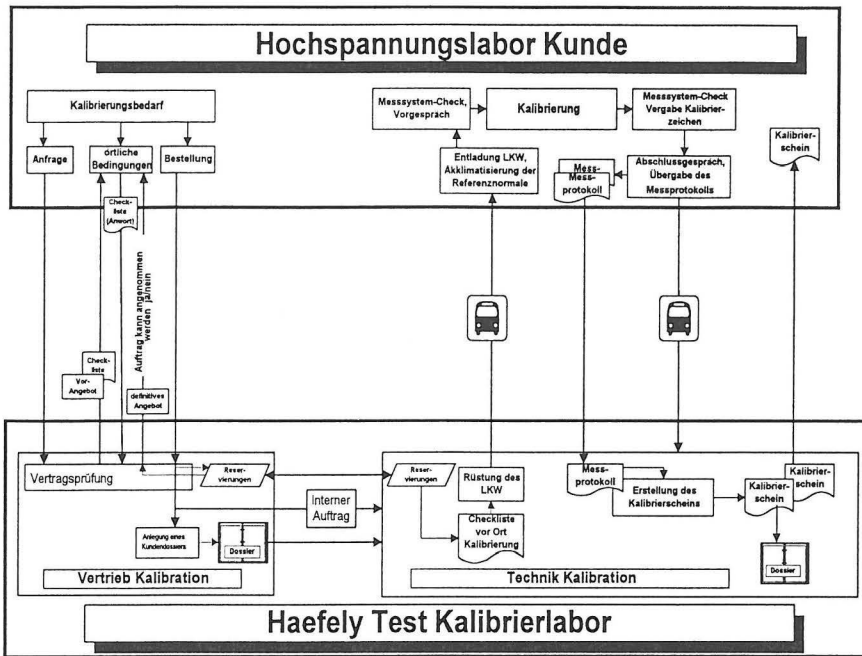 Hochspannungslabor Kunde
Kalibrierungsbedarf
Anfrage
örtliche
Bedingungen
Bestellung
Check-
liste
(Anwort)
Auftrag kann angenommen
werden ja/nein
Check-
liste
Vor-
Angebot
definitives
Angebot
Messsystem-Check,
Vorgespräch
Kalibrierung
Messsystem-Check
Vergabe Kalibrier-
zeichen
Entladung LKW,
Akklimatisierung der
Referenznormale
Mess-
Mess-
protokoll
Abschlussgespräch,
Übergabe des
Messprotokolls
Kalibrier-
schein
Vertragsprüfung
Reser-
vierungen
Interner
Auftrag
Anlegung eines
Kundendossiers
Dossier
Vertrieb Kalibration
Reser-
vierungen
Rüstung des
LKW
Checkliste
vor Ort
Kalibrierung
Mess-
protokoll
Erstellung des
Kalibrierscheins
Kalibrier-
schein
Kalibrier-
schein
Dossier
Technik Kalibration
Haefely Test Kalibrierlabor